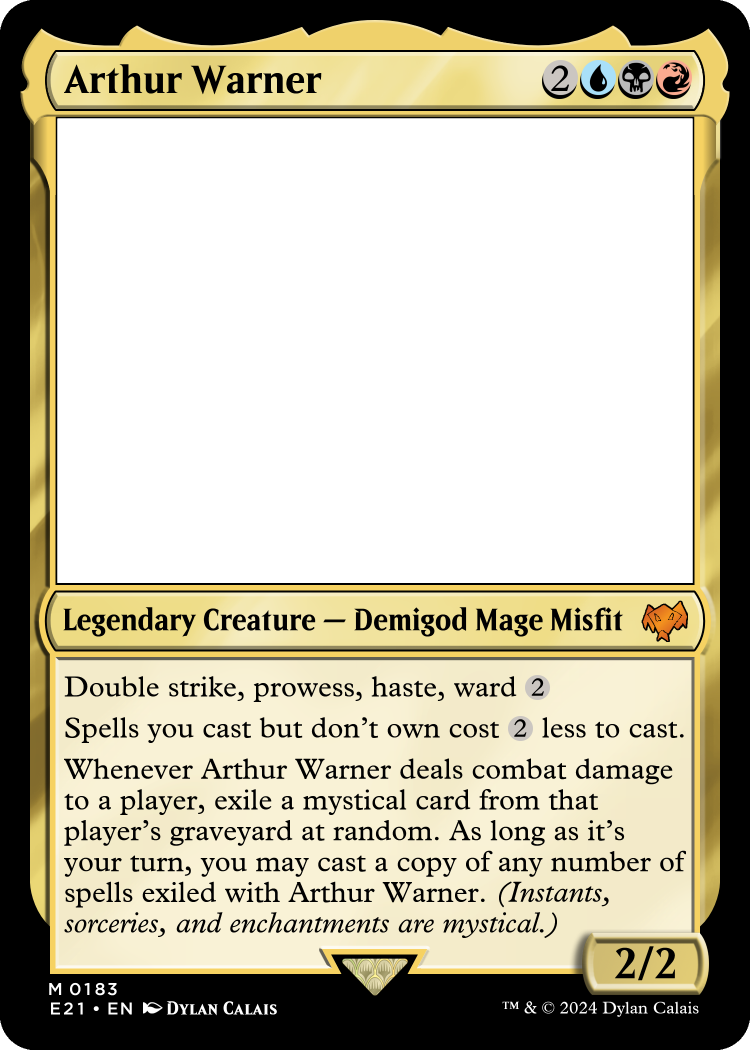 Arthur Warner 2
Legendary Creature — Demigod Mage Misfit
Double strike, prowess, haste, ward 2
Spells you cast but don’t own cost 2 less to cast.
Whenever Arthur Warner deals combat damage
to a player, exile a mystical card from that
player’s graveyard at random. As long as it’s
your turn, you may cast a copy of any number of
spells exiled with Arthur Warner. (Instants,
sorceries, and enchantments are mystical.)
2/2
M 0183
E21 • EN DYLAN CALAIS
™ & © 2024 Dylan Calais